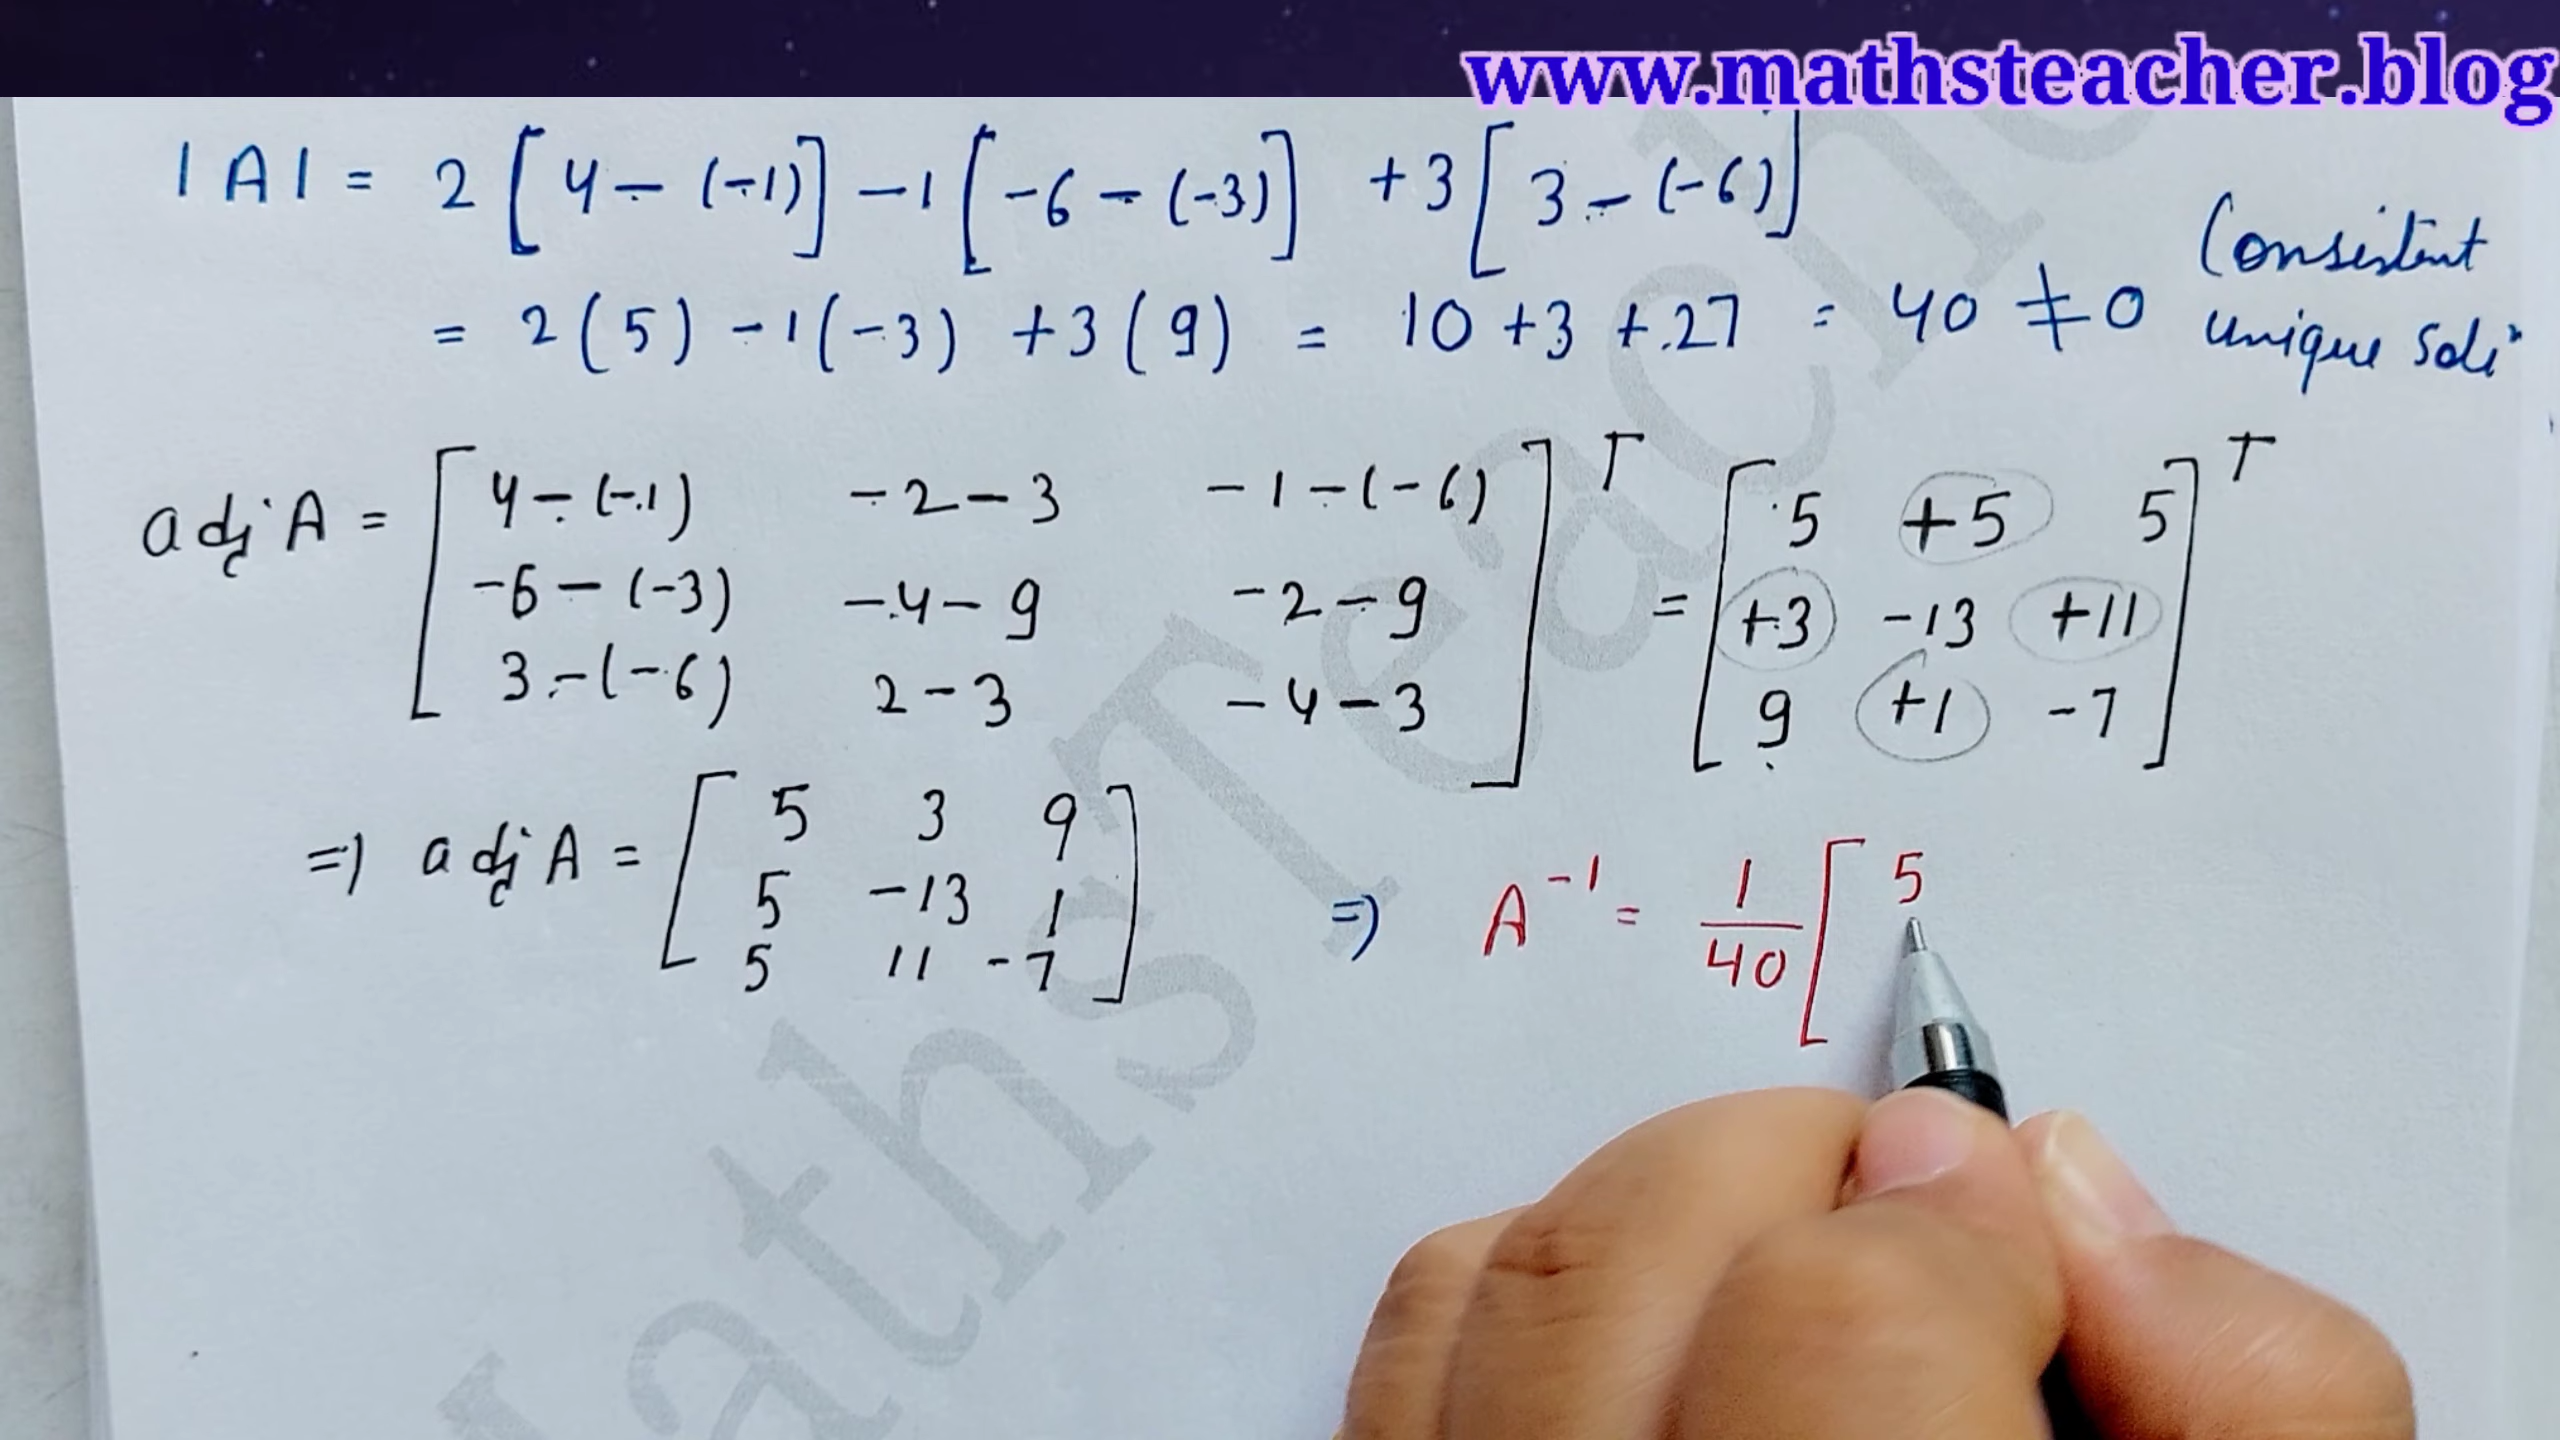 www.mathsteacher.blog
|A| = 2 [4 - (-1)] - 1 [-6 - (-3)] + 3 [3 - (-6)]
= 2(5) - 1(-3) + 3(9) = 10 + 3 + 27 = 40 ≠ 0 Consistent
unique sol.
adj A = [4 - (-1) -2 - 3 -1 - (-6)]ᵀ = [5 +5 5]ᵀ
-6 - (-3) -4 - 9 -2 - 9 +3 -13 +11
3 - (-6) 2 - 3 -4 - 3 9 +1 -7
⇒ adj A = [5 3 9] ⇒ A⁻¹ = 1/40 [5
5 -13 1
5 11 -7
Maths Teacher